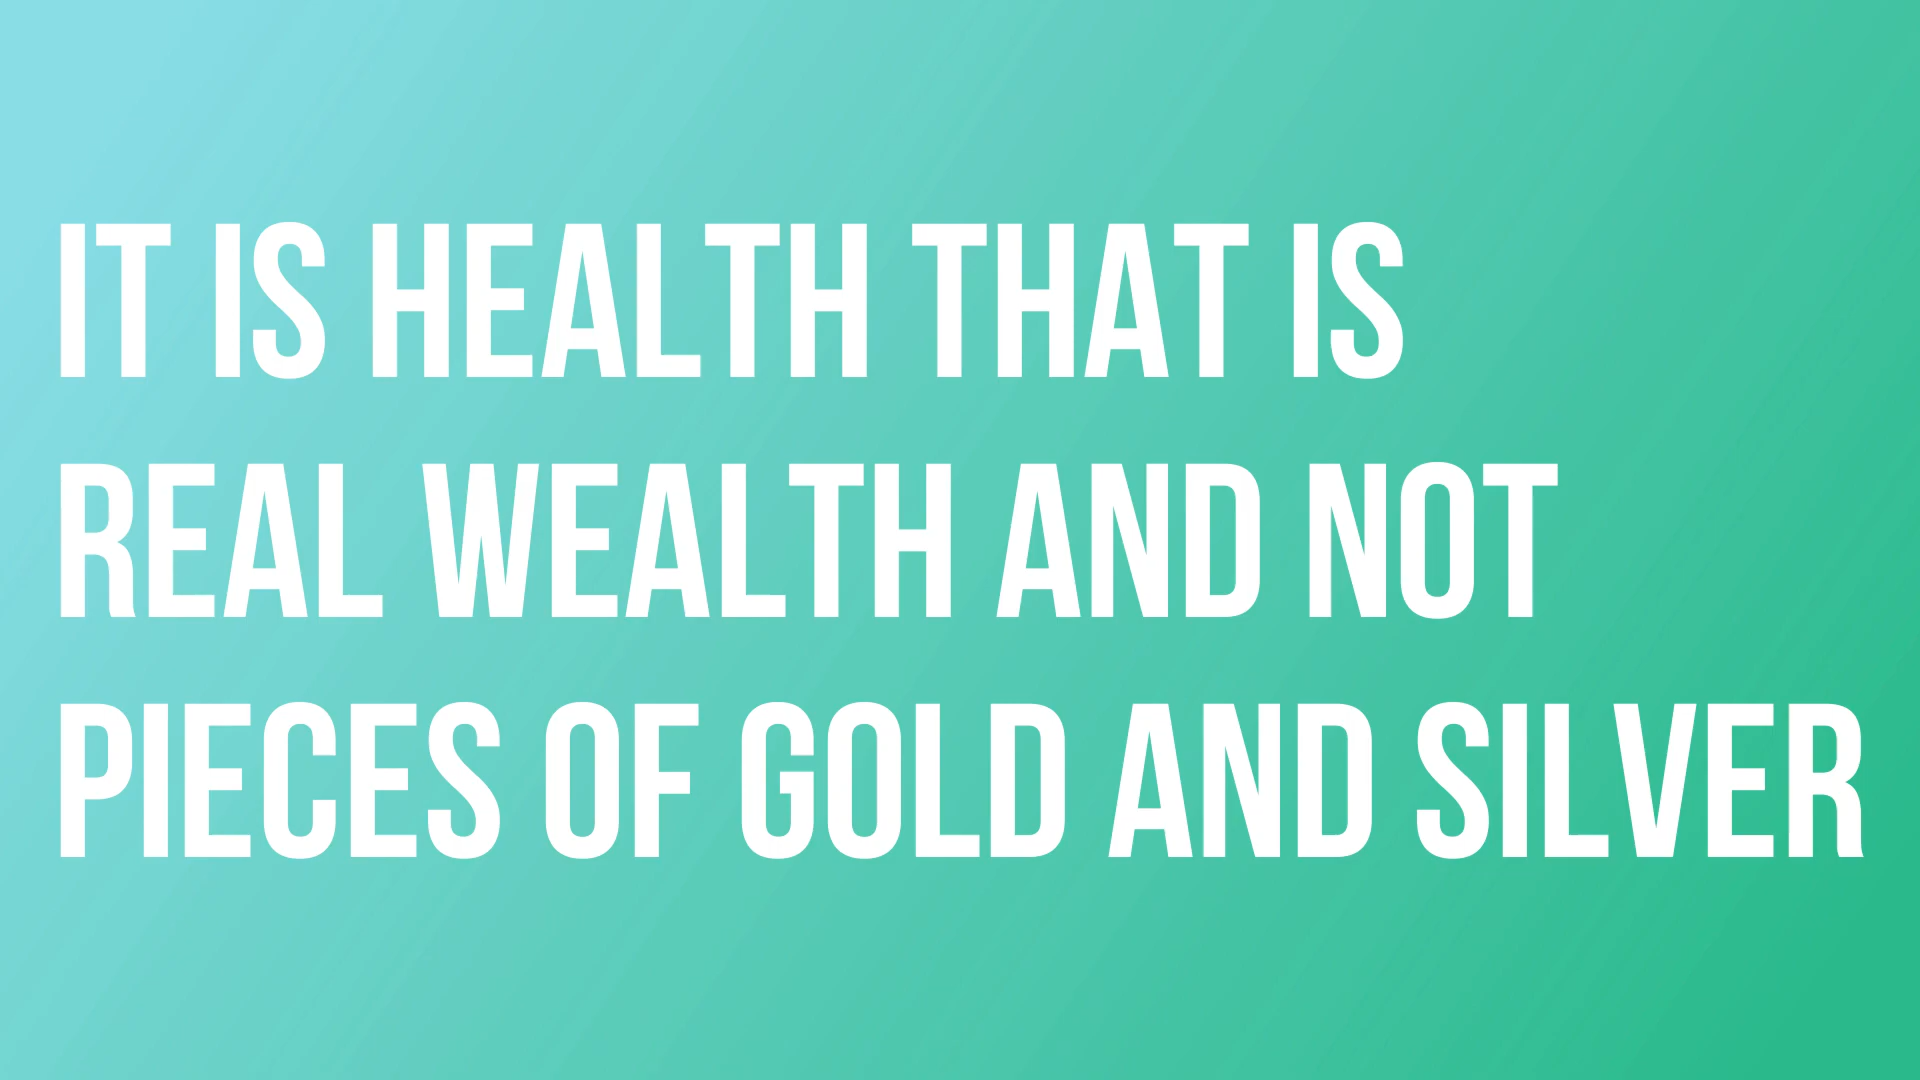 IT IS HEALTH THAT IS
REAL WEALTH AND NOT
PIECES OF GOLD AND SILVER